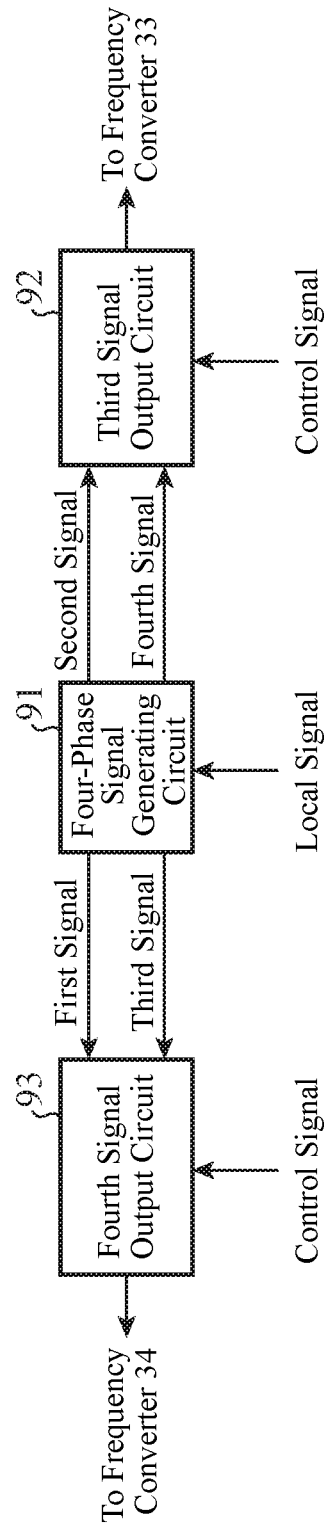 93
91
92
To Frequency
Converter 34
Fourth Signal
Output Circuit
First Signal
Third Signal
Four-Phase
Signal
Generating
Circuit
Second Signal
Fourth Signal
Third Signal
Output Circuit
To Frequency
Converter 33
Control Signal
Local Signal
Control Signal